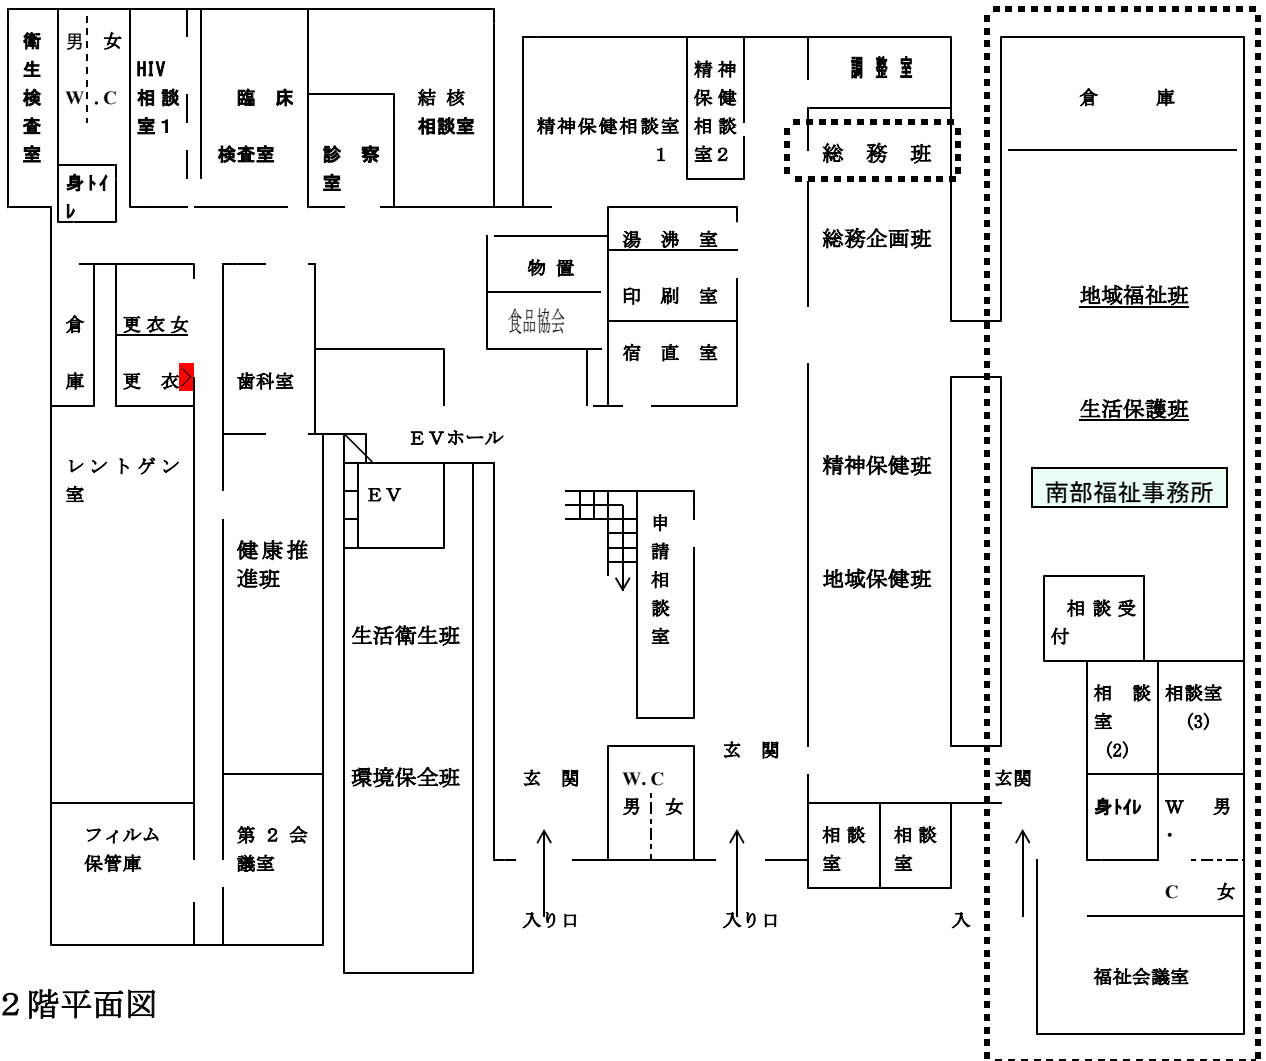 衛生検査室
男 女
W.C
身ﾄｲﾚ
HIV
相談
室1
臨 床
検査室
診 察
室
結核
相談室
精神保健相談室
1
精神
保健
相談
室2
調整室
総 務 班
総務企画班
倉 庫
地域福祉班
生活保護班
南部福祉事務所
物 置
食品協会
湯 沸 室
印 刷 室
宿 直 室
倉
庫
更衣女
更 衣
歯科室
EVホール
EV
レントゲン
室
健康推
進班
生活衛生班
環境保全班
申請相談室
精神保健班
地域保健班
相談受
付
相 談
室
(2)
相談室
(3)
玄 関
W.C
男 女
玄 関
玄関
身ﾄｲﾚ
W 男
・
C 女
フィルム
保管庫
第2会
議室
相談
室
相談
室
入り口
入り口
入
福祉会議室
2階平面図